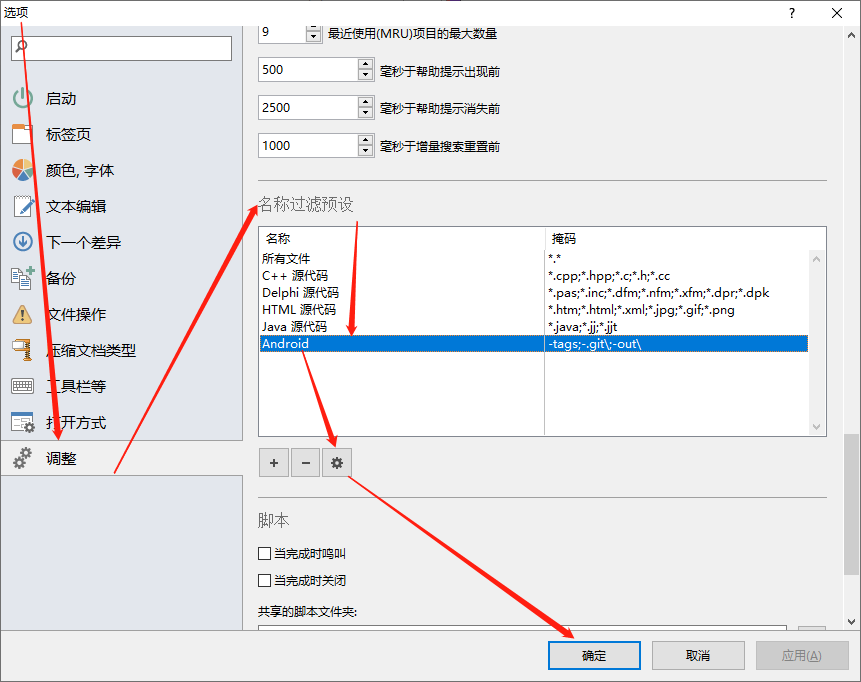 选项
?
启动
标签页
颜色, 字体
文本编辑
下一个差异
备份
文件操作
压缩文档类型
工具栏等
打开方式
调整
9 最近使用(MRU)项目的最大数量
500 毫秒于帮助提示出现前
2500 毫秒于帮助提示消失前
1000 毫秒于增量搜索重置前
名称过滤预设
名称 掩码
所有文件 *.*
C++ 源代码 *.cpp;*.hpp;*.c;*.h;*.cc
Delphi 源代码 *.pas;*.inc;*.dfm;*.nfm;*.xfm;*.dpr;*.dpk
HTML 源代码 *.htm;*.html;*.xml;*.jpg;*.gif;*.png
Java 源代码 *.java;*.jj;*.jjt
Android -tags;-.git\;-out\
脚本
当完成时鸣叫
当完成时关闭
共享的脚本文件夹:
确定 取消 应用(A)